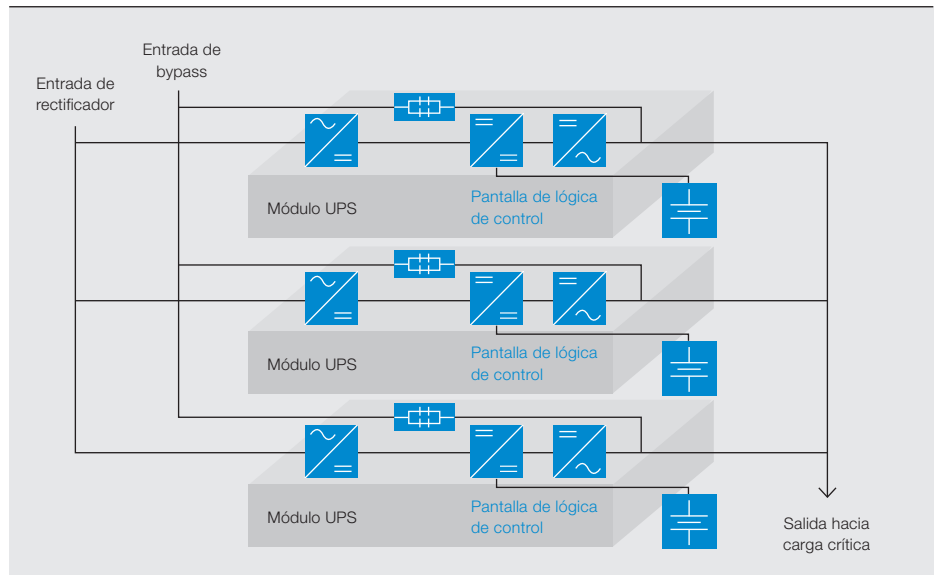 Entrada de
bypass
Entrada de
rectificador
Módulo UPS
Pantalla de lógica
de control
Módulo UPS
Pantalla de lógica
de control
Módulo UPS
Pantalla de lógica
de control
Salida hacia
carga crítica